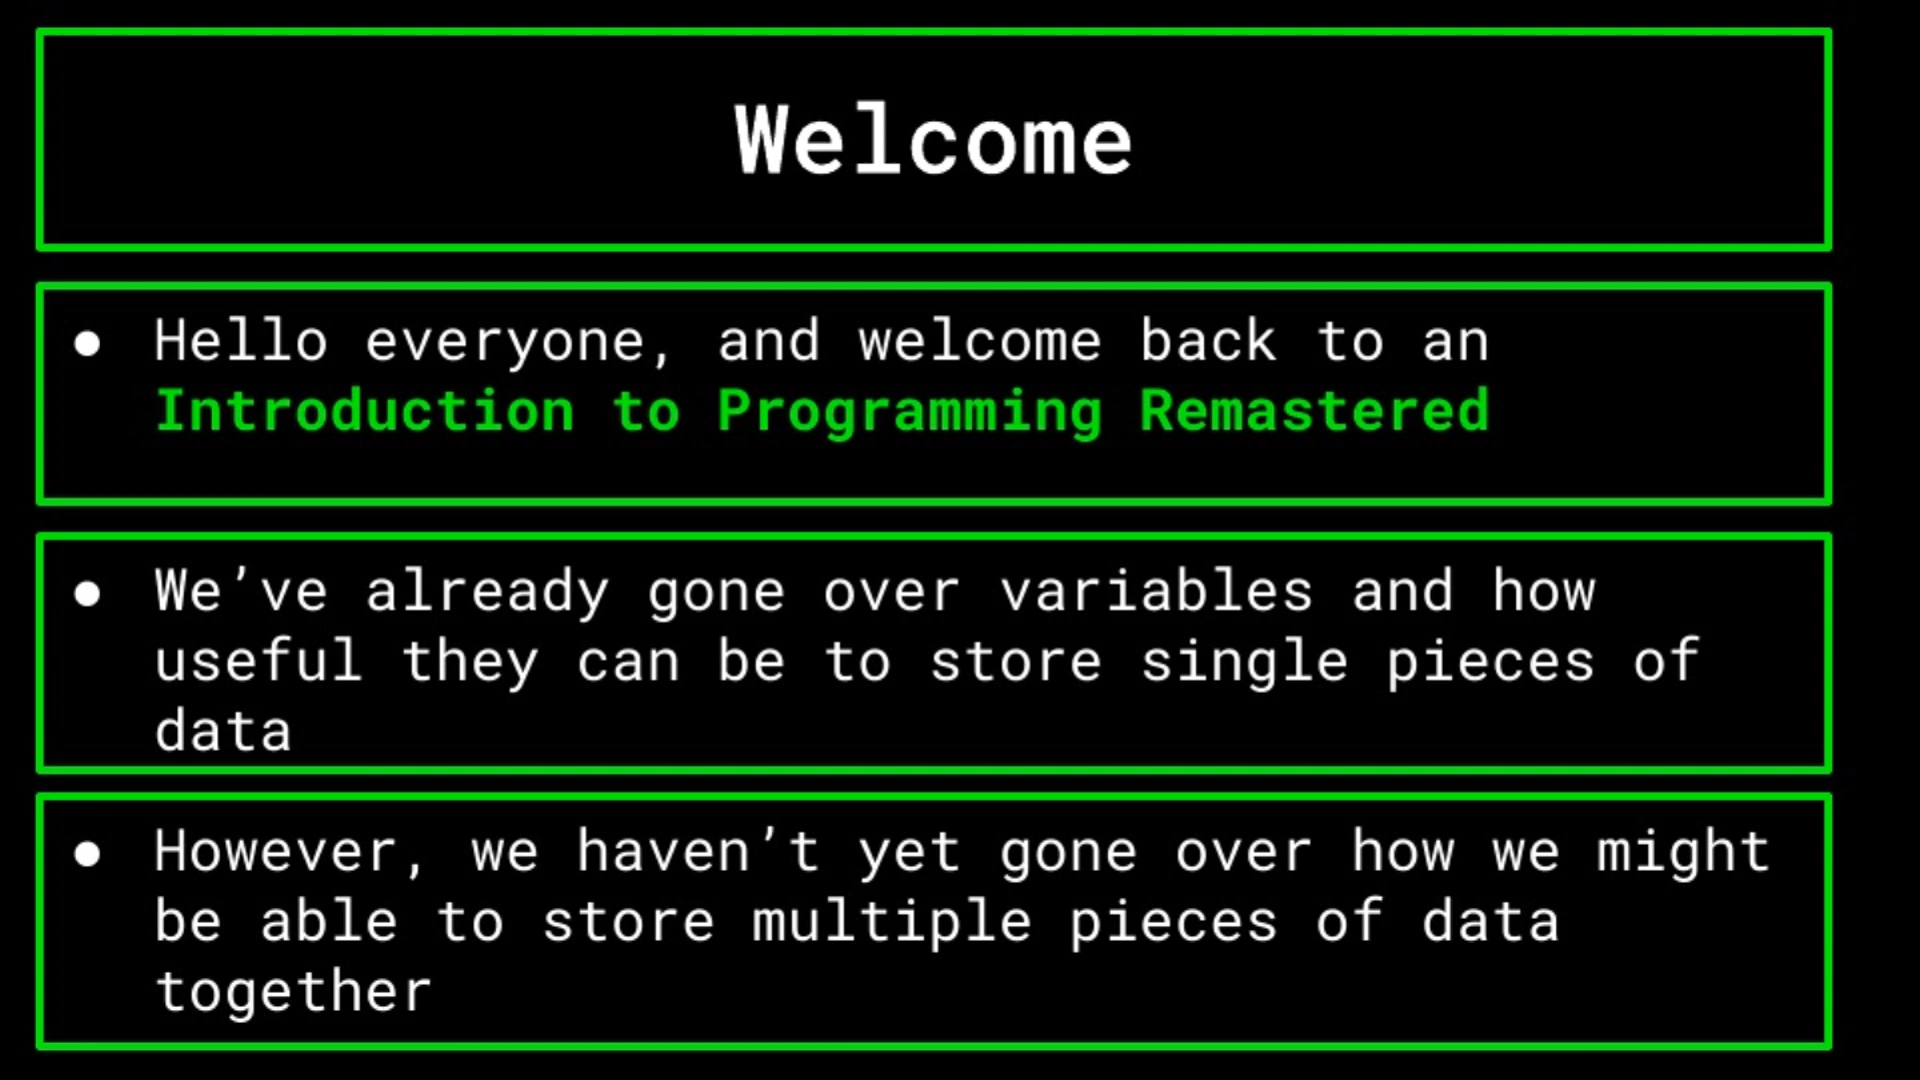 Welcome
● Hello everyone, and welcome back to an
Introduction to Programming Remastered
● We’ve already gone over variables and how
useful they can be to store single pieces of
data
● However, we haven’t yet gone over how we might
be able to store multiple pieces of data
together